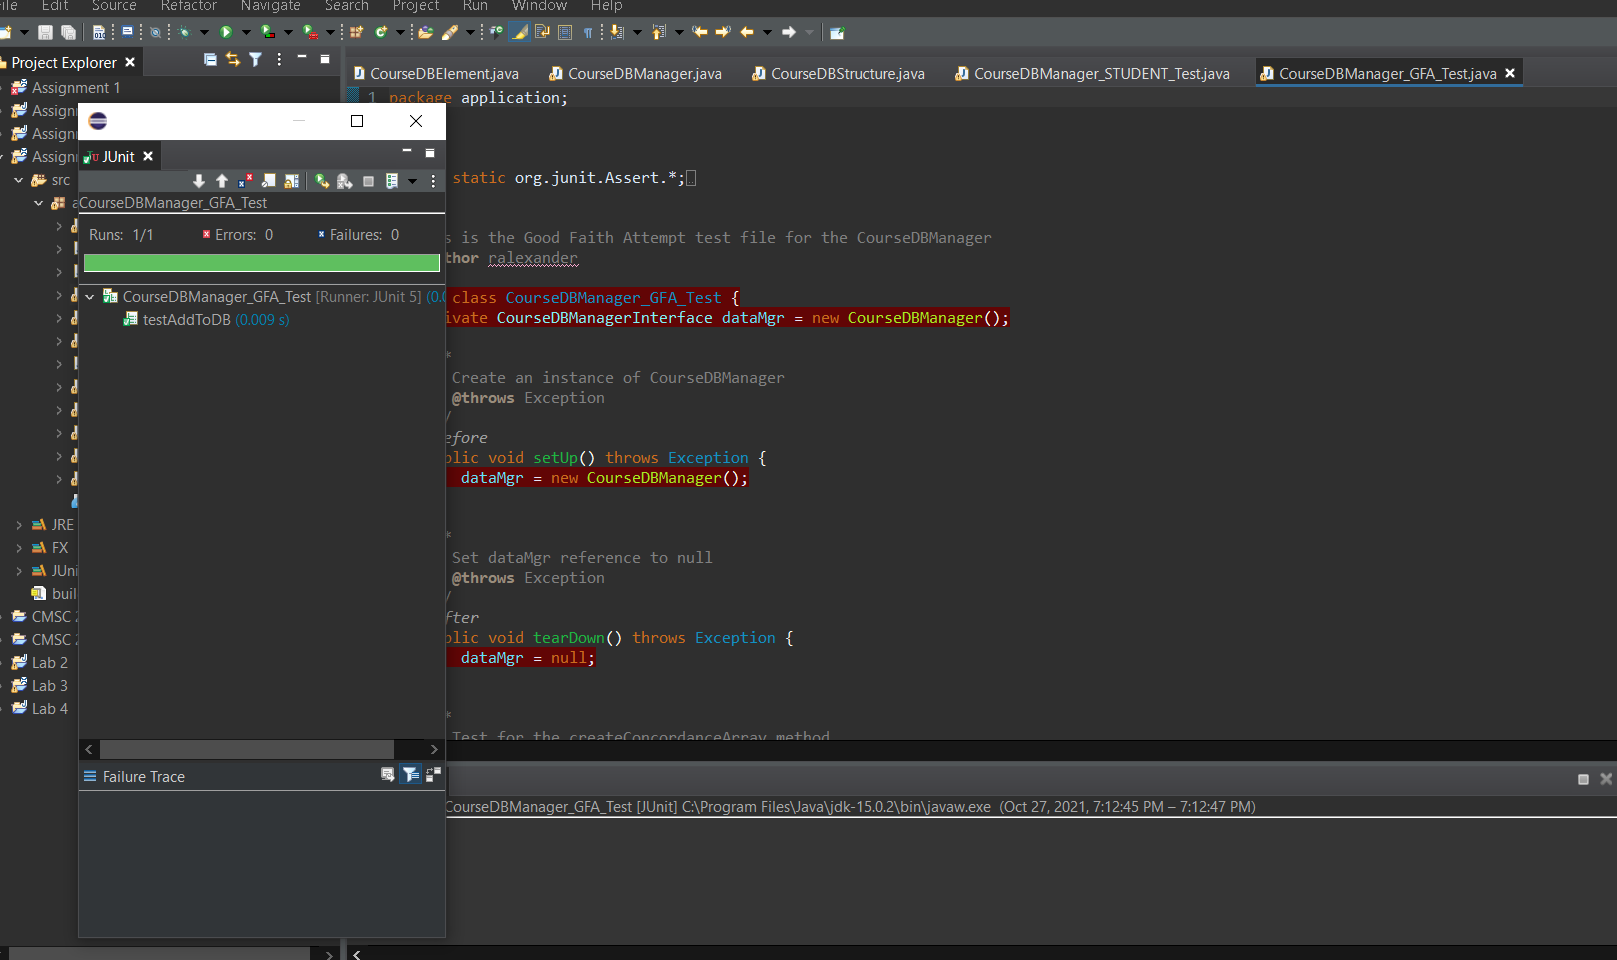 Edit Source Refactor Navigate Search Project Run Window Help
Project Explorer
CourseDBElement.java CourseDBManager.java CourseDBStructure.java CourseDBManager_STUDENT_Test.java CourseDBManager_GFA_Test.java
Assignment 1
src
JRE
FX
buil
CMSC
CMSC
Lab 2
Lab 3
Lab 4
JUnit
CourseDBManager_GFA_Test
Runs: 1/1 Errors: 0 Failures: 0
CourseDBManager_GFA_Test [Runner: JUnit 5]
testAddToDB (0.009 s)
Failure Trace
1 package application;
static org.junit.Assert.*;
s is the Good Faith Attempt test file for the CourseDBManager
thor ralexander
class CourseDBManager_GFA_Test {
ivate CourseDBManagerInterface dataMgr = new CourseDBManager();
*
Create an instance of CourseDBManager
@throws Exception
/
efore
blic void setUp() throws Exception {
dataMgr = new CourseDBManager();
*
Set dataMgr reference to null
@throws Exception
/
fter
blic void tearDown() throws Exception {
dataMgr = null;
*
Test for the createConcordanceArray method
CourseDBManager_GFA_Test [JUnit] C:\Program Files\Java\jdk-15.0.2\bin\javaw.exe (Oct 27, 2021, 7:12:45 PM – 7:12:47 PM)